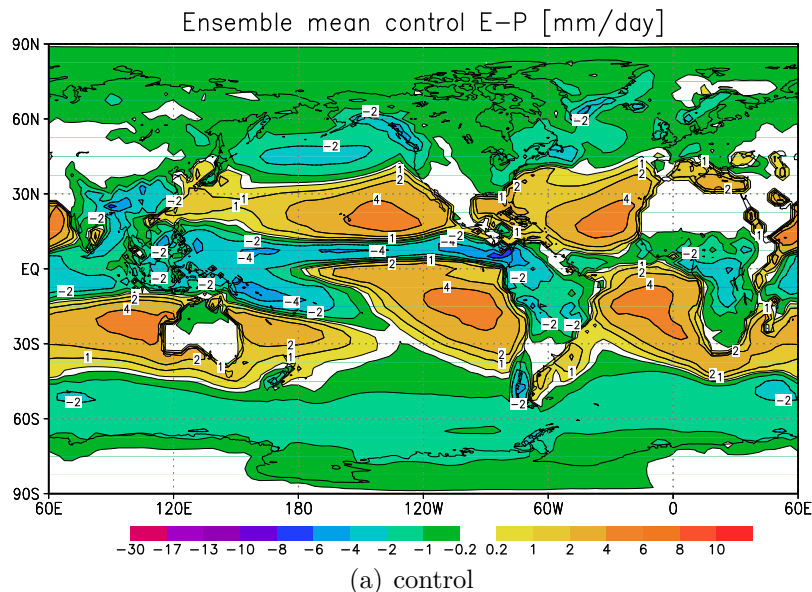 Ensemble mean control E-P [mm/day]
90N
60N
30N
EQ
30S
60S
90S
60E 120E 180 120W 60W 0 60E
-30 -17 -13 -10 -8 -6 -4 -2 -1 -0.2 0.2 1 2 4 6 8 10
(a) control